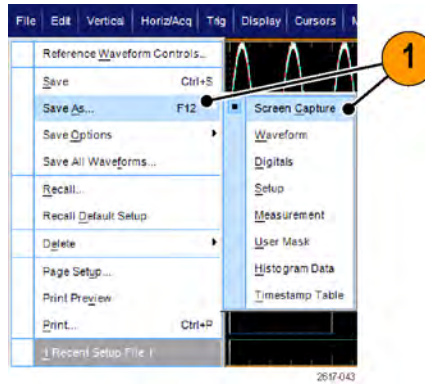 File Edit Vertical Horiz/Acq Trig Display Cursors
Reference Waveform Controls...
Save Ctrl+S
Save As... F12
Save Options
Save All Waveforms...
Recall...
Recall Default Setup
Delete
Page Setup...
Print Preview
Print... Ctrl+P
1 Recent Setup File 1
Screen Capture
Waveform
Digitals
Setup
Measurement
User Mask
Histogram Data
Timestamp Table
1
2617-043